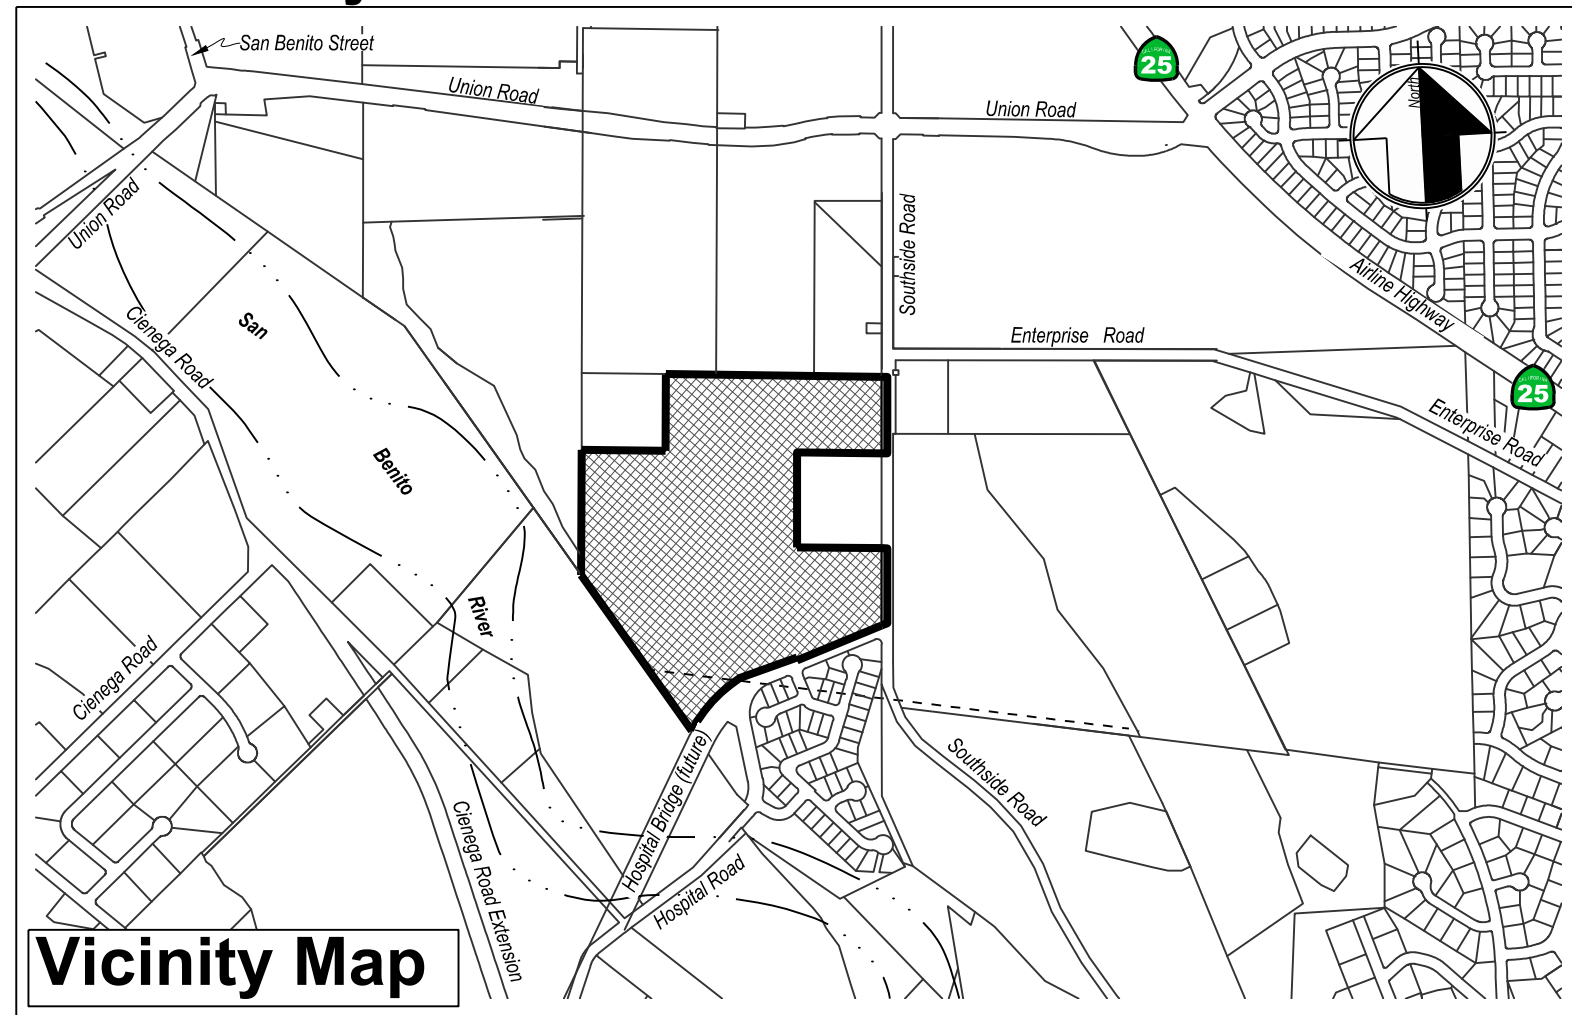 San Benito Street
CALIFORNIA
25
Union Road
Union Road
North
Union Road
Southside Road
Airline Highway
San
Cienega Road
Enterprise Road
CALIFORNIA
25
Enterprise Road
Benito
River
Cienega Road
Hospital Bridge (future)
Southside Road
Cienega Road Extension
Hospital Road
Vicinity Map